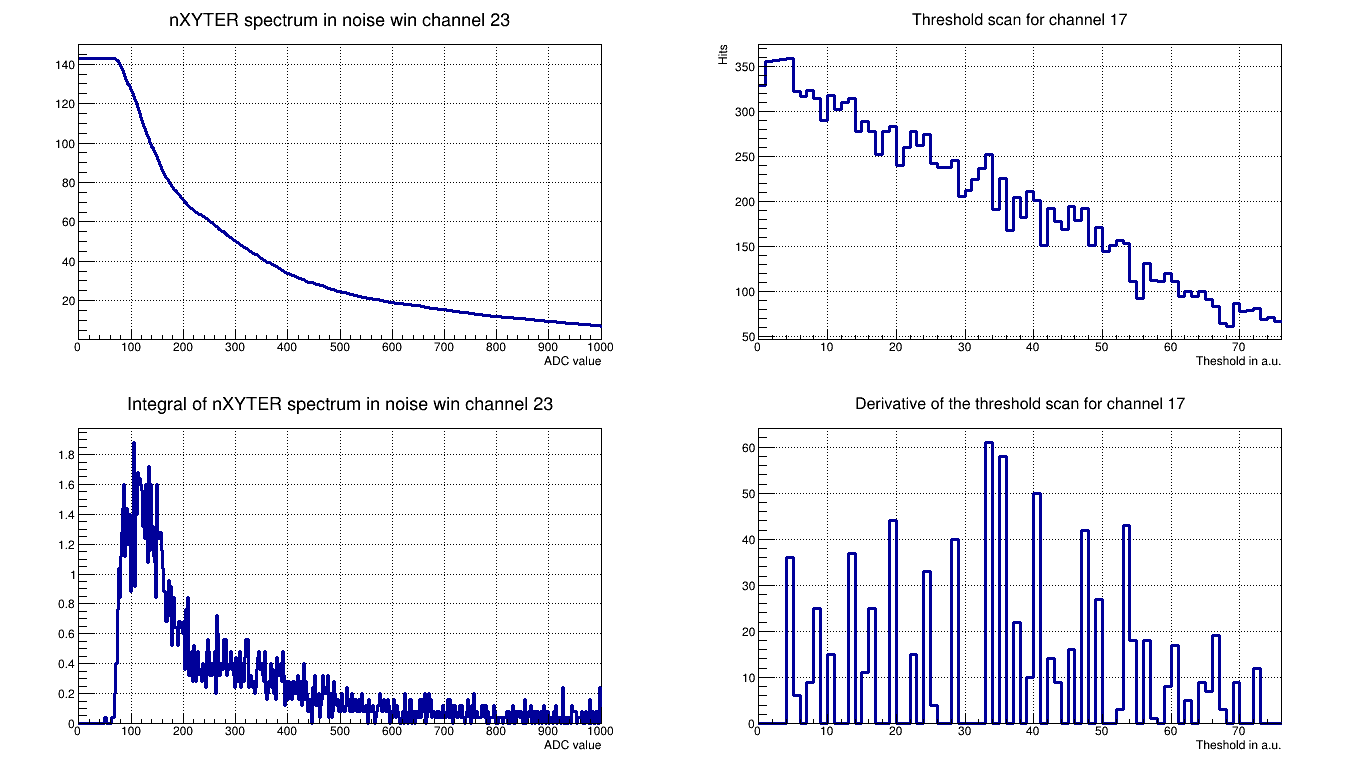 nXYTER spectrum in noise win channel 23
140
120
100
80
60
40
20
0 100 200 300 400 500 600 700 800 900 1000
ADC value
Threshold scan for channel 17
Hits
350
300
250
200
150
100
50
0 10 20 30 40 50 60 70
Theshold in a.u.
Integral of nXYTER spectrum in noise win channel 23
1.8
1.6
1.4
1.2
1
0.8
0.6
0.4
0.2
0
0 100 200 300 400 500 600 700 800 900 1000
ADC value
Derivative of the threshold scan for channel 17
60
50
40
30
20
10
0
0 10 20 30 40 50 60 70
Theshold in a.u.